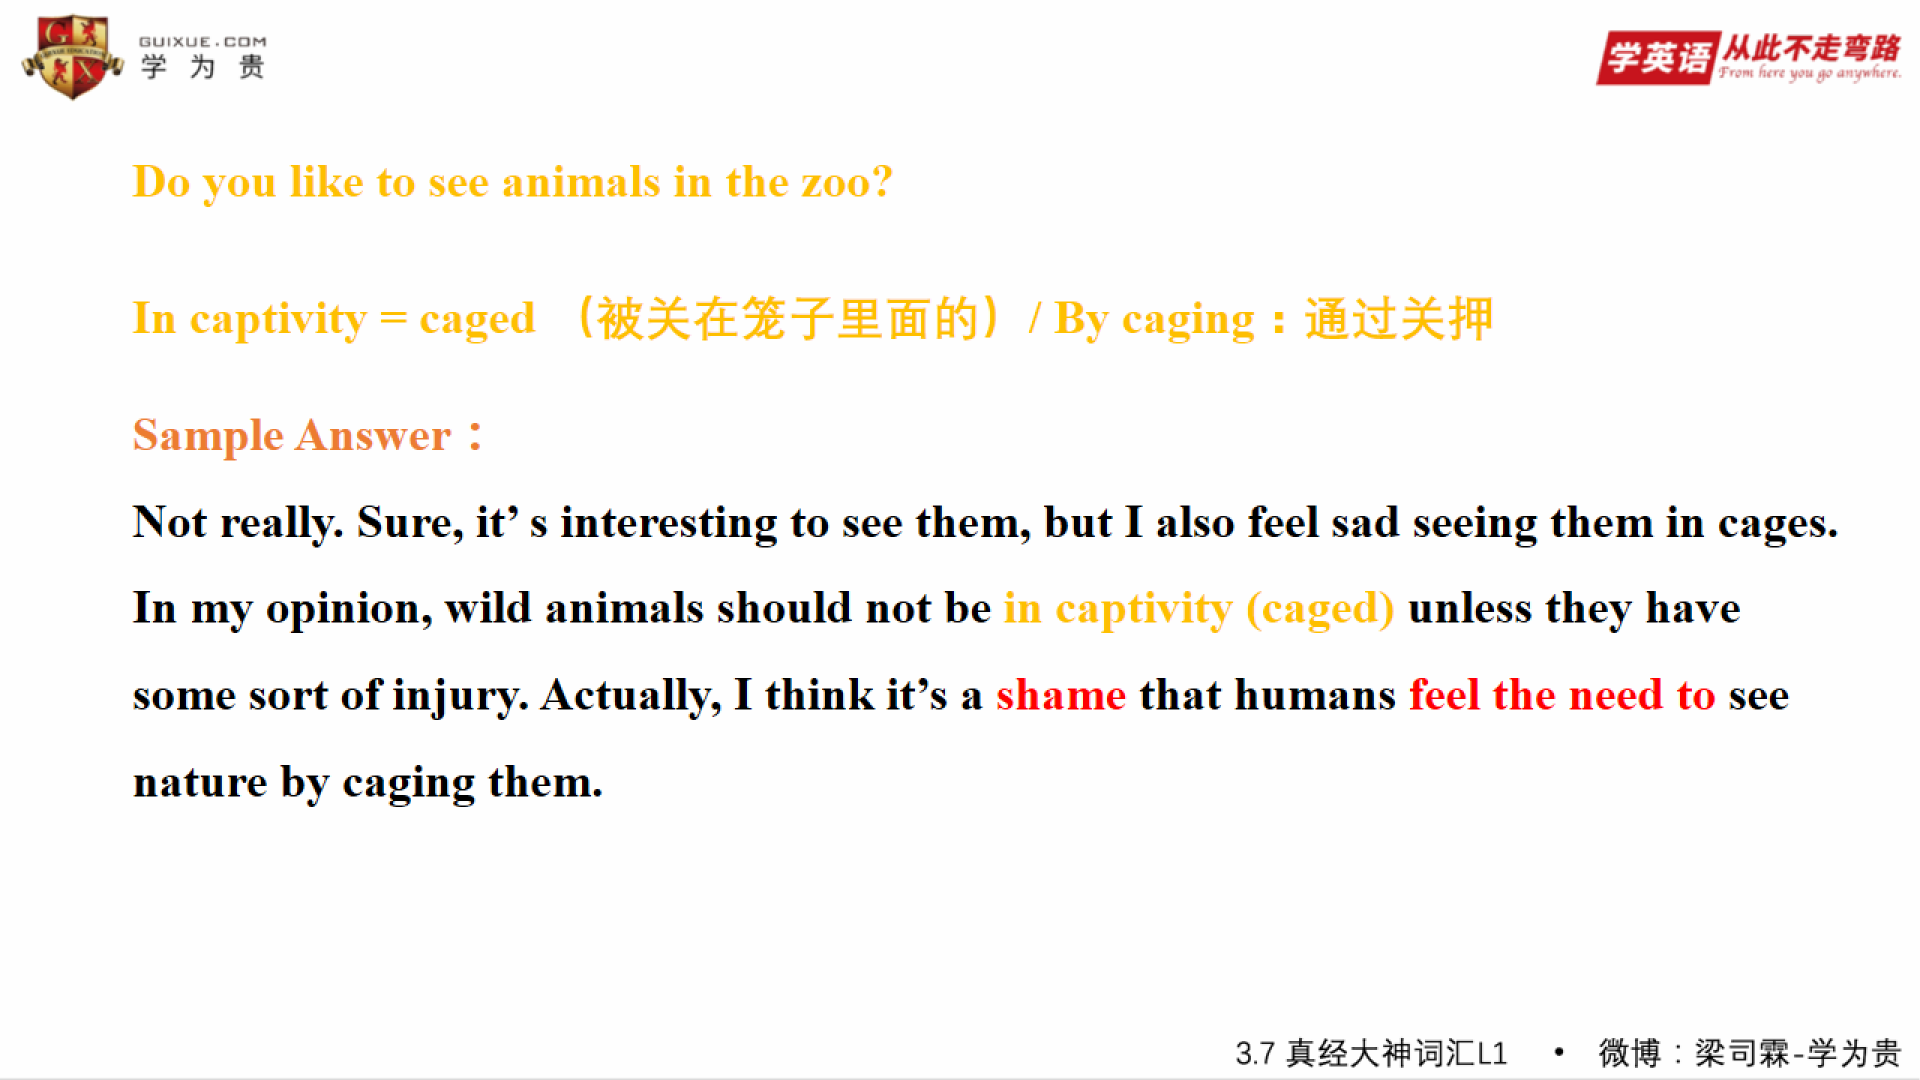 GUIXUE.COM
学为贵
学英语 从此不走弯路
From here you go anywhere.
Do you like to see animals in the zoo?
In captivity = caged （被关在笼子里面的）/ By caging：通过关押
Sample Answer：
Not really. Sure, it’ s interesting to see them, but I also feel sad seeing them in cages.
In my opinion, wild animals should not be in captivity (caged) unless they have
some sort of injury. Actually, I think it’s a shame that humans feel the need to see
nature by caging them.
3.7 真经大神词汇L1 • 微博：梁司霖-学为贵